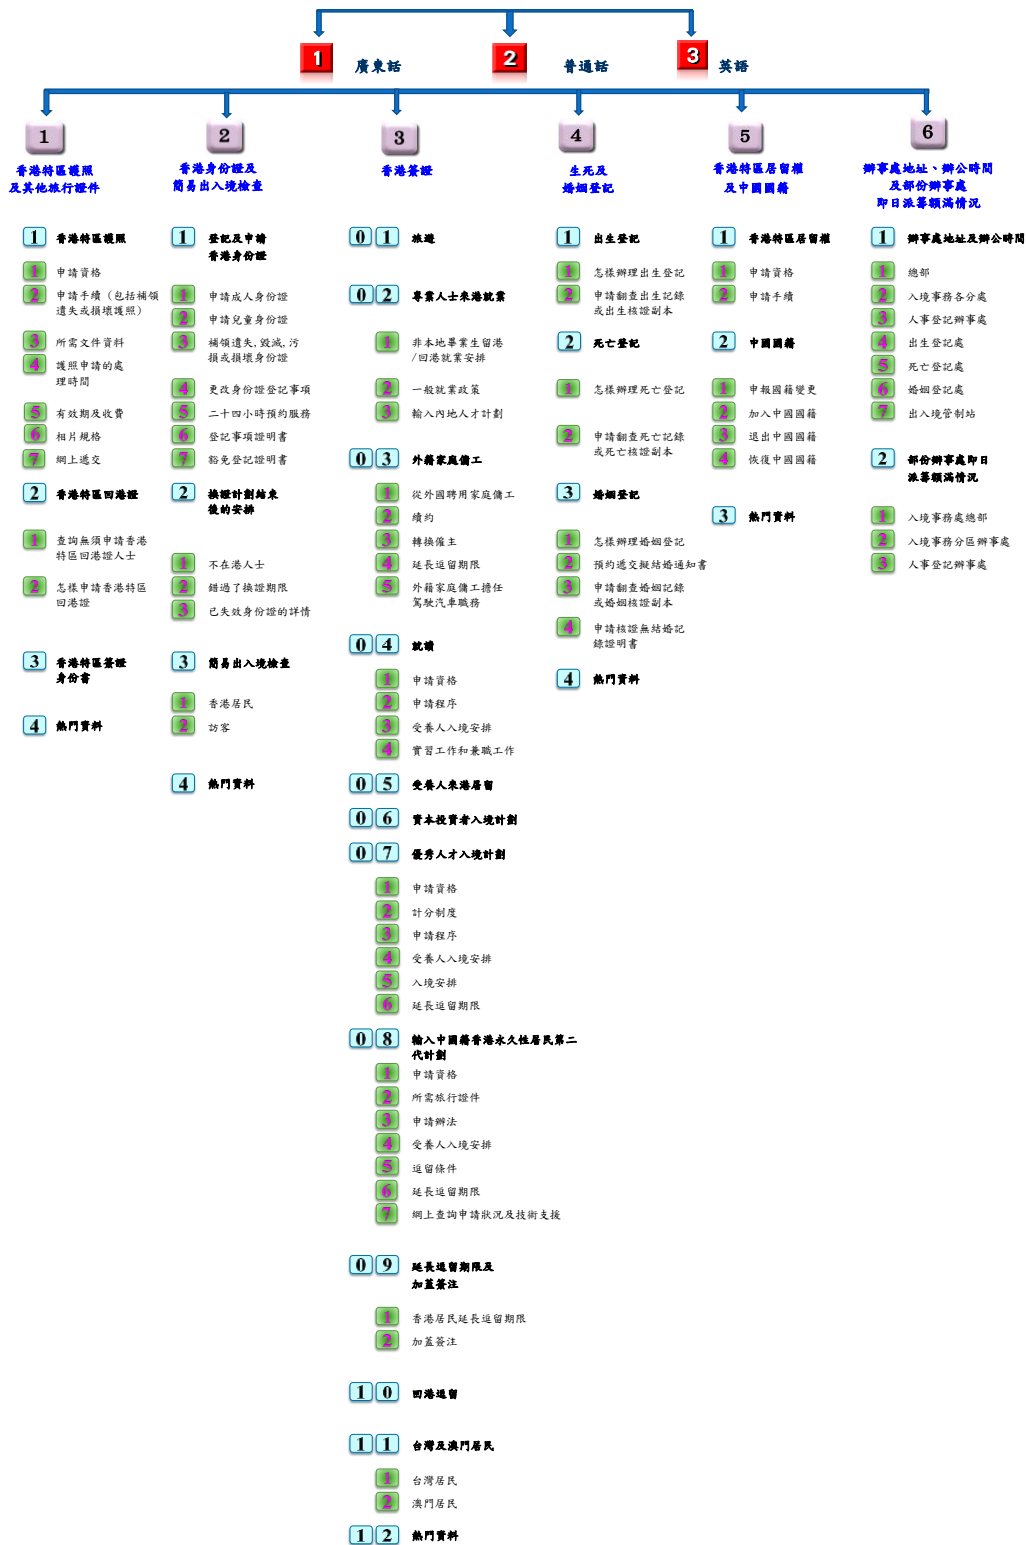 1 廣東話
2 普通話
3 英語
1
香港特區護照
及其他旅行證件
1 香港特區護照
1 申請資格
2 申請手續（包括補領
遺失或損壞護照）
3 所需文件資料
4 護照申請的處
理時間
5 有效期及收費
6 相片規格
7 網上遞交
2 香港特區回港證
1 查詢無須申請香港
特區回港證人士
2 怎樣申請香港特區
回港證
3 香港特區簽證
身份書
4 熱門資料
2
香港身份證及
簡易出入境檢查
1 登記及申請
香港身份證
1 申請成人身份證
2 申請兒童身份證
3 補領遺失,毀滅,污
損或損壞身份證
4 更改身份證登記事項
5 二十四小時預約服務
6 登記事項證明書
7 豁免登記證明書
2 換證計劃結束
後的安排
1 不在港人士
2 錯過了換證期限
3 已失效身份證的詳情
3 簡易出入境檢查
1 香港居民
2 訪客
4 熱門資料
3
香港簽證
0 1 旅遊
0 2 專業人士來港就業
1 非本地畢業生留港
/回港就業安排
2 一般就業政策
3 輸入內地人才計劃
0 3 外籍家庭傭工
1 從外國聘用家庭傭工
2 續約
3 轉換僱主
4 延長逗留期限
5 外籍家庭傭工擔任
駕駛汽車職務
0 4 就讀
1 申請資格
2 申請程序
3 受養人入境安排
4 實習工作和兼職工作
0 5 受養人來港居留
0 6 資本投資者入境計劃
0 7 優秀人才入境計劃
1 申請資格
2 計分制度
3 申請程序
4 受養人入境安排
5 入境安排
6 延長逗留期限
0 8 輸入中國籍香港永久性居民第二
代計劃
1 申請資格
2 所需旅行證件
3 申請辦法
4 受養人入境安排
5 逗留條件
6 延長逗留期限
7 網上查詢申請狀況及技術支援
0 9 延長逗留期限及
加蓋簽注
1 香港居民延長逗留期限
2 加蓋簽注
1 0 回港逗留
1 1 台灣及澳門居民
1 台灣居民
2 澳門居民
1 2 熱門資料
4
生死及
婚姻登記
1 出生登記
1 怎樣辦理出生登記
2 申請翻查出生記錄
或出生核證副本
2 死亡登記
1 怎樣辦理死亡登記
2 申請翻查死亡記錄
或死亡核證副本
3 婚姻登記
1 怎樣辦理婚姻登記
2 預約遞交擬結婚通知書
3 申請翻查婚姻記錄
或婚姻核證副本
4 申請核證無結婚記
錄證明書
4 熱門資料
5
香港特區居留權
及中國國籍
1 香港特區居留權
1 申請資格
2 申請手續
2 中國國籍
1 申報國籍變更
2 加入中國國籍
3 退出中國國籍
4 恢復中國國籍
3 熱門資料
6
辦事處地址、辦公時間
及部份辦事處
即日派籌額滿情況
1 辦事處地址及辦公時間
1 總部
2 入境事務各分處
3 人事登記辦事處
4 出生登記處
5 死亡登記處
6 婚姻登記處
7 出入境管制站
2 部份辦事處即日
派籌額滿情況
1 入境事務處總部
2 入境事務分區辦事處
3 人事登記辦事處